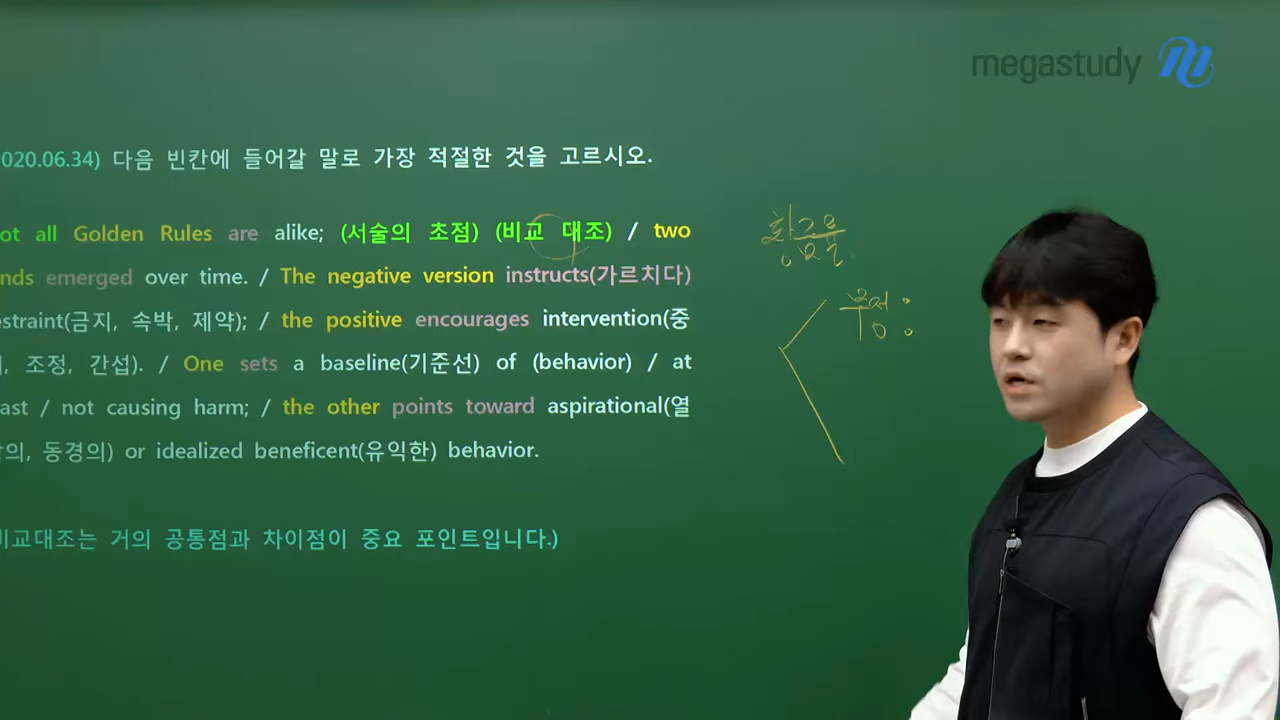 megastudy
020.06.34) 다음 빈칸에 들어갈 말로 가장 적절한 것을 고르시오.
ot all Golden Rules are alike; (서술의 초점) (비교 대조) / two
nds emerged over time. / The negative version instructs(가르치다)
estraint(금지, 속박, 제약); / the positive encourages intervention(중
, 조정, 간섭). / One sets a baseline(기준선) of (behavior) / at
ast / not causing harm; / the other points toward aspirational(열
망의, 동경의) or idealized beneficent(유익한) behavior.
비교대조는 거의 공통점과 차이점이 중요 포인트입니다.)
황금율
부정 :